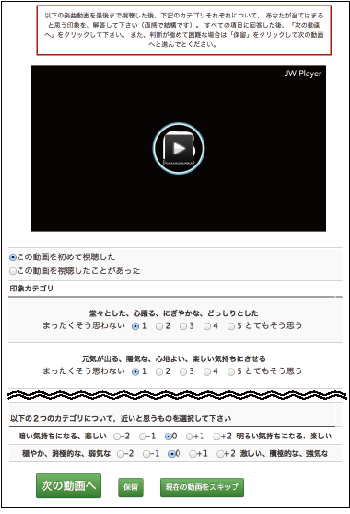 以下の楽曲動画を最後まで視聴した後、下記のカテゴリそれぞれについて、あなたが当てはまる
と思う印象を、解答して下さい（直感で結構です）。すべての項目に回答した後、「次の動画
へ」をクリックして下さい。また、判断が極めて困難な場合は「保留」をクリックして次の動画
へと進んでください。
JW Player
この動画を初めて視聴した
この動画を視聴したことがあった
印象カテゴリ
堂々とした、心躍る、にぎやかな、どっしりとした
まったくそう思わない 1 2 3 4 5 とてもそう思う
元気が出る、陽気な、心地よい、楽しい気持ちにさせる
まったくそう思わない 1 2 3 4 5 とてもそう思う
以下の2つのカテゴリについて、近いと思うものを選択して下さい
暗い気持ちになる、悲しい -2 -1 0 +1 +2 明るい気持ちになる、楽しい
穏やか、消極的な、弱気な -2 -1 0 +1 +2 激しい、積極的な、強気な
次の動画へ 保留 現在の動画をスキップ